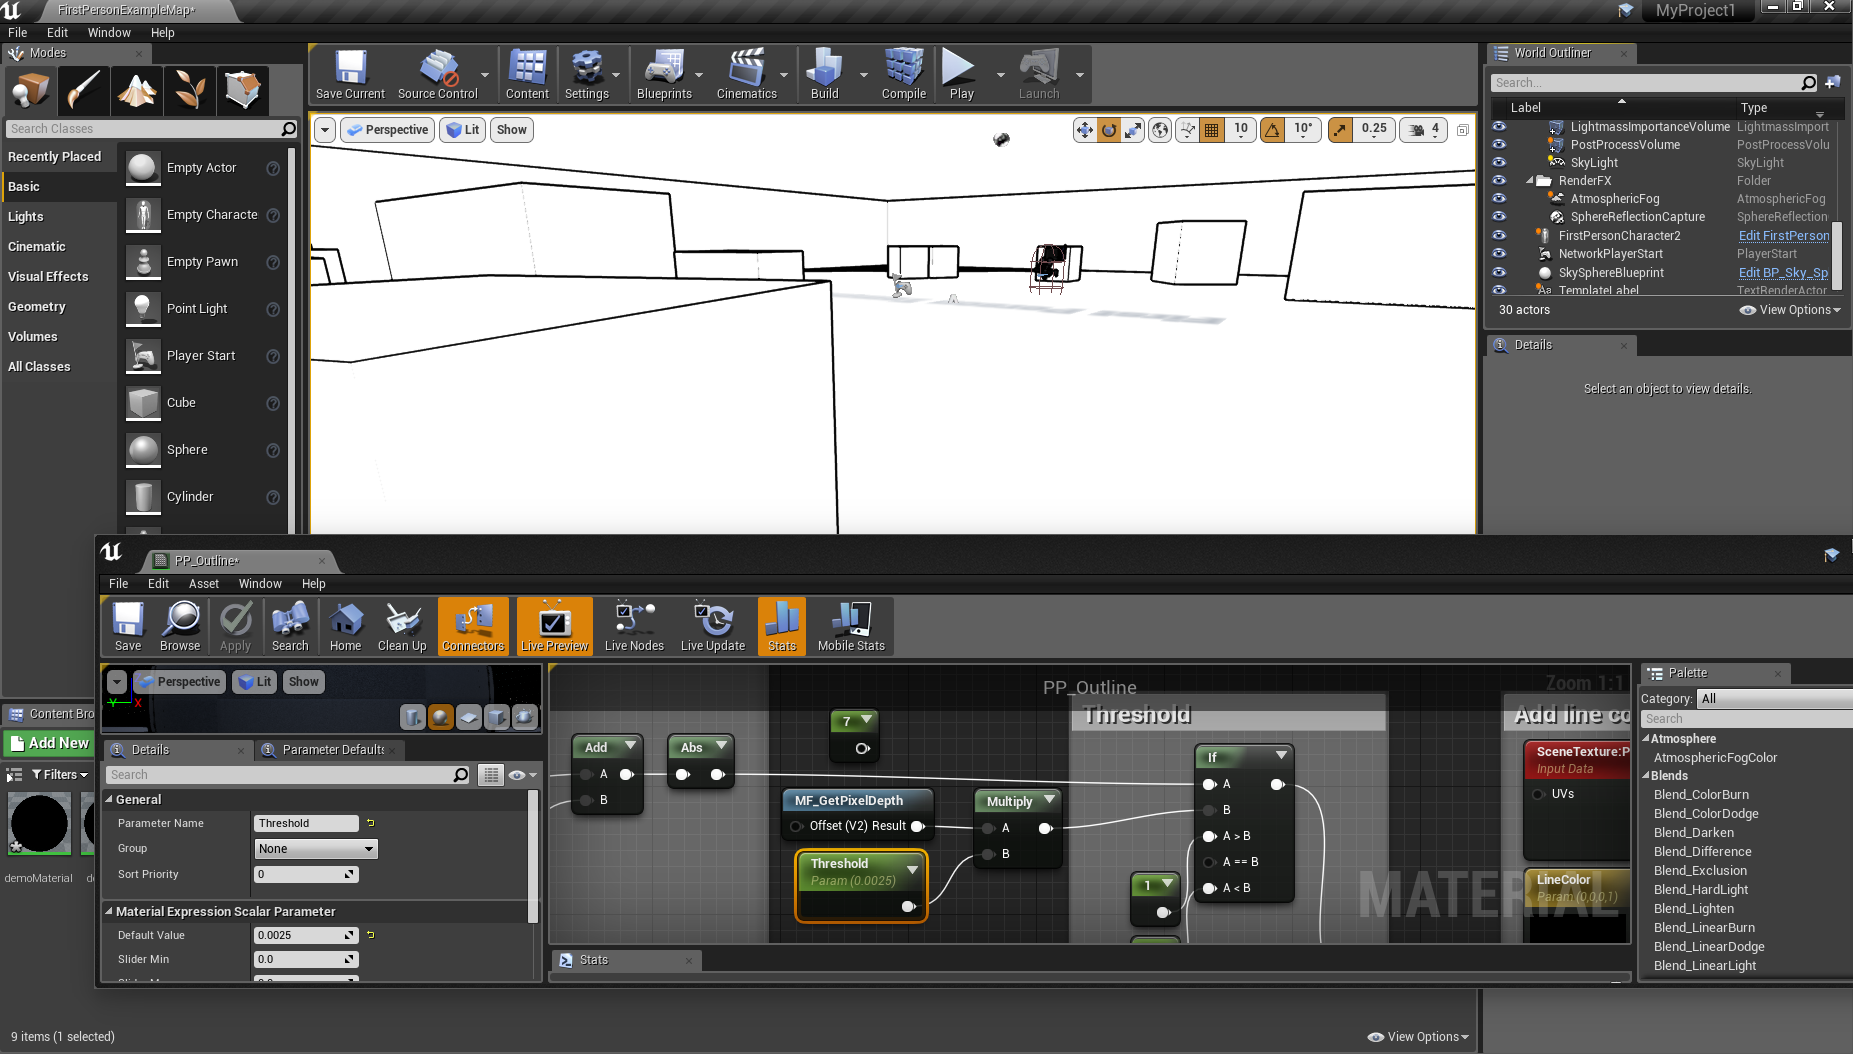 FirstPersonExampleMap*
MyProject1
File Edit Window Help
Modes
World Outliner
Save Current
Source Control
Content
Settings
Blueprints
Cinematics
Build
Compile
Play
Launch
Search...
Label Type
Search Classes
Perspective Lit Show
10 10° 0.25 4
Recently Placed
Basic
Lights
Cinematic
Visual Effects
Geometry
Volumes
All Classes
Empty Actor
Empty Characte
Empty Pawn
Point Light
Player Start
Cube
Sphere
Cylinder
LightmassImportanceVolume LightmassImport
PostProcessVolume PostProcessVolu
SkyLight SkyLight
RenderFX Folder
AtmosphericFog AtmosphericFog
SphereReflectionCapture SphereReflection
FirstPersonCharacter2 Edit FirstPerson
NetworkPlayerStart PlayerStart
SkySphereBlueprint Edit BP_Sky_Sp
TemplateLabel TextRenderActor
30 actors View Options
Details
Select an object to view details.
PP_Outline*
File Edit Asset Window Help
Save
Browse
Apply
Search
Home
Clean Up
Connectors
Live Preview
Live Nodes
Live Update
Stats
Mobile Stats
Perspective Lit Show
Y X
Content Bro
Add New
Filters
demoMaterial
de
Details
Parameter Defaults
Search
General
Parameter Name Threshold
Group None
Sort Priority 0
Material Expression Scalar Parameter
Default Value 0.0025
Slider Min 0.0
PP_Outline
Zoom 1:1
Threshold
Add line co
Add
A
B
Abs
7
MF_GetPixelDepth
Offset (V2) Result
Multiply
A
B
Threshold
Param (0.0025)
If
A
B
A > B
A == B
A < B
1
SceneTexture:P
Input Data
UVs
LineColor
Param (0,0,0,1)
MATERIAL
Stats
Palette
Category: All
Search
Atmosphere
AtmosphericFogColor
Blends
Blend_ColorBurn
Blend_ColorDodge
Blend_Darken
Blend_Difference
Blend_Exclusion
Blend_HardLight
Blend_Lighten
Blend_LinearBurn
Blend_LinearDodge
Blend_LinearLight
9 items (1 selected)
View Options